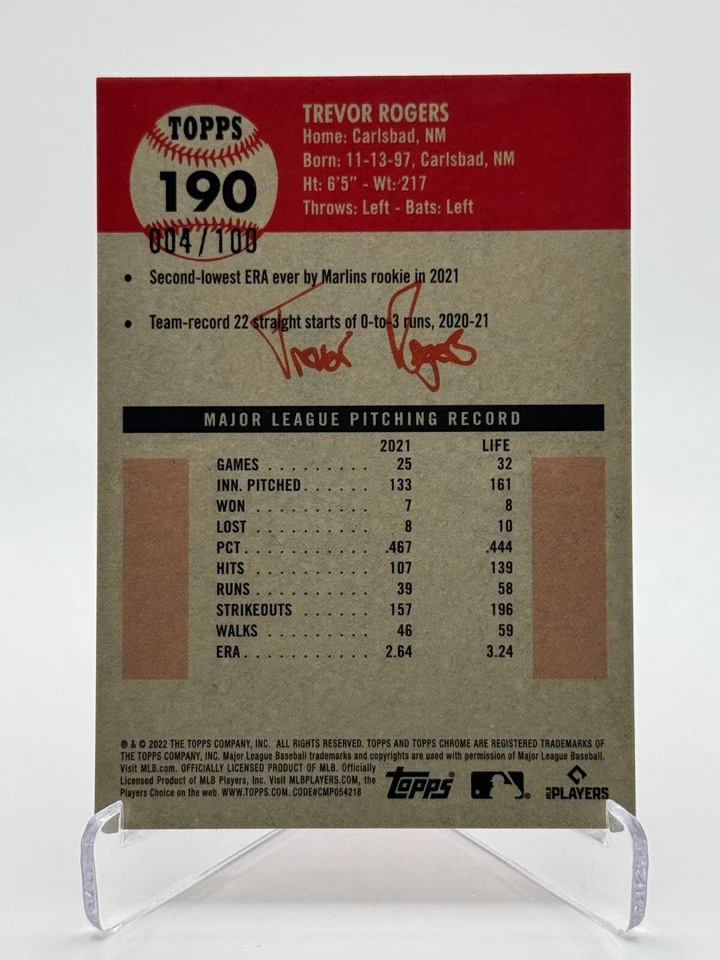 TOPPS
190
004/100
TREVOR ROGERS
Home: Carlsbad, NM
Born: 11-13-97, Carlsbad, NM
Ht: 6'5" - Wt: 217
Throws: Left - Bats: Left
• Second-lowest ERA ever by Marlins rookie in 2021
• Team-record 22 straight starts of 0-to-3 runs, 2020-21
Trevor Rogers
MAJOR LEAGUE PITCHING RECORD
2021 LIFE
GAMES . . . . . . . . . . 25 32
INN. PITCHED . . . . . . 133 161
WON . . . . . . . . . . . 7 8
LOST . . . . . . . . . . . 8 10
PCT . . . . . . . . . . . .467 .444
HITS . . . . . . . . . . . 107 139
RUNS . . . . . . . . . . 39 58
STRIKEOUTS . . . . . . . 157 196
WALKS . . . . . . . . . . 46 59
ERA . . . . . . . . . . . 2.64 3.24
® & © 2022 THE TOPPS COMPANY, INC. ALL RIGHTS RESERVED. TOPPS AND TOPPS CHROME ARE REGISTERED TRADEMARKS OF
THE TOPPS COMPANY, INC. Major League Baseball trademarks and copyrights are used with permission of Major League Baseball.
Visit MLB.com. OFFICIALLY LICENSED PRODUCT OF MLB. Officially
Licensed Product of MLB Players, Inc. Visit MLBPLAYERS.COM, the
Players Choice on the web. WWW.TOPPS.COM. CODE#CMP054218
Topps ® ® MLB PLAYERS